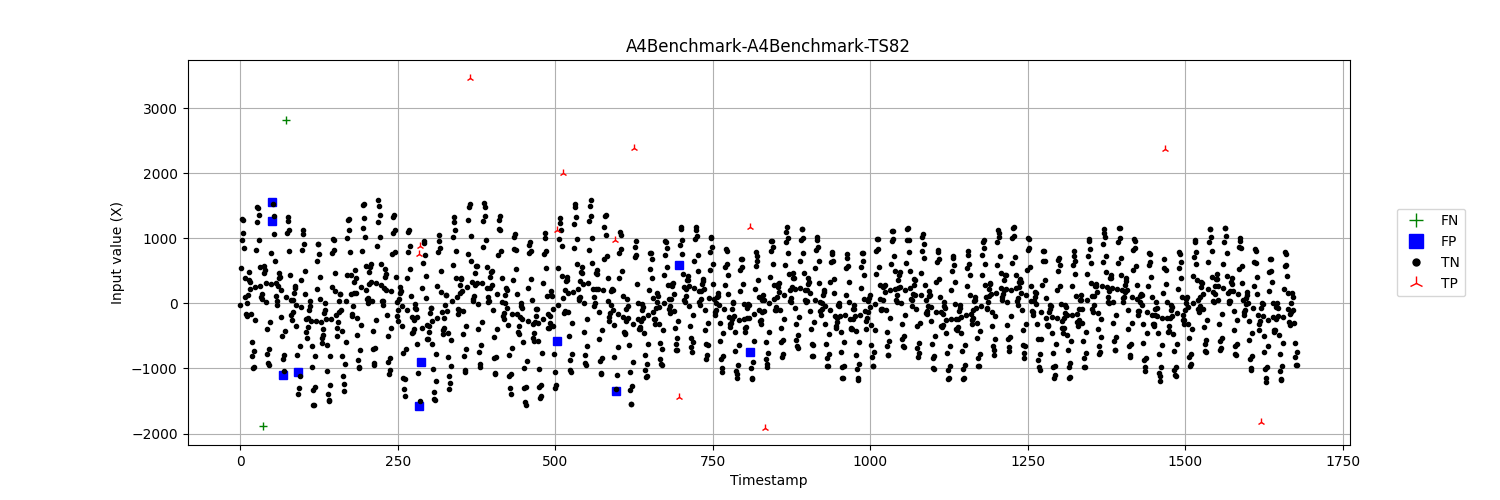 A4Benchmark-A4Benchmark-TS82
Input value (X)
3000
2000
1000
0
−1000
−2000
0
250
500
750
1000
1250
1500
1750
Timestamp
FN
FP
TN
TP